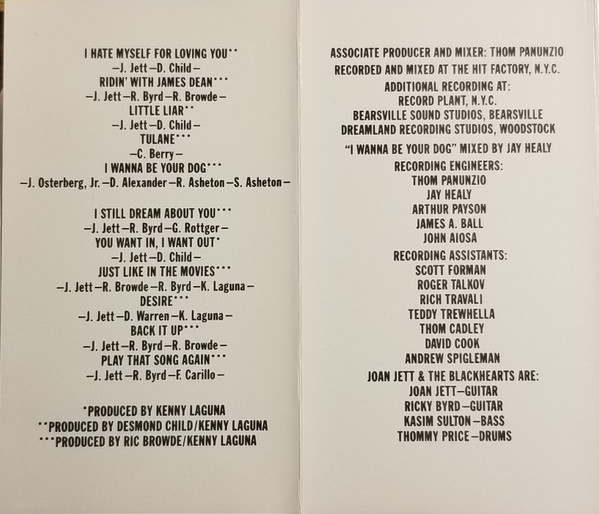 I HATE MYSELF FOR LOVING YOU**
—J. Jett—D. Child—
RIDIN' WITH JAMES DEAN***
—J. Jett—R. Byrd—R. Browde—
LITTLE LIAR**
—J. Jett—D. Child—
TULANE***
—C. Berry—
I WANNA BE YOUR DOG***
—J. Osterberg, Jr.—D. Alexander—R. Asheton—S. Asheton—
I STILL DREAM ABOUT YOU***
—J. Jett—R. Byrd—G. Rottger—
YOU WANT IN, I WANT OUT*
—J. Jett—D. Child—
JUST LIKE IN THE MOVIES***
—J. Jett—R. Browde—R. Byrd—K. Laguna—
DESIRE***
—J. Jett—D. Warren—K. Laguna—
BACK IT UP***
—J. Jett—R. Byrd—R. Browde—
PLAY THAT SONG AGAIN***
—J. Jett—R. Byrd—F. Carillo—
*PRODUCED BY KENNY LAGUNA
**PRODUCED BY DESMOND CHILD/KENNY LAGUNA
***PRODUCED BY RIC BROWDE/KENNY LAGUNA
ASSOCIATE PRODUCER AND MIXER: THOM PANUNZIO
RECORDED AND MIXED AT THE HIT FACTORY, N.Y.C.
ADDITIONAL RECORDING AT:
RECORD PLANT, N.Y.C.
BEARSVILLE SOUND STUDIOS, BEARSVILLE
DREAMLAND RECORDING STUDIOS, WOODSTOCK
"I WANNA BE YOUR DOG" MIXED BY JAY HEALY
RECORDING ENGINEERS:
THOM PANUNZIO
JAY HEALY
ARTHUR PAYSON
JAMES A. BALL
JOHN AIOSA
RECORDING ASSISTANTS:
SCOTT FORMAN
ROGER TALKOV
RICH TRAVALI
TEDDY TREWHELLA
THOM CADLEY
DAVID COOK
ANDREW SPIGLEMAN
JOAN JETT & THE BLACKHEARTS ARE:
JOAN JETT—GUITAR
RICKY BYRD—GUITAR
KASIM SULTON—BASS
THOMMY PRICE—DRUMS